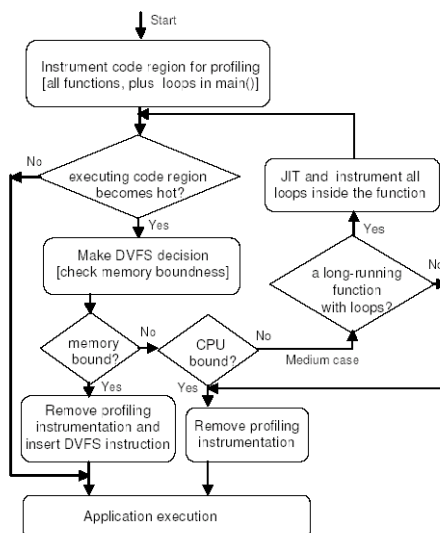 Start
Instrument code region for profiling
[all functions, plus loops in main()]
No
executing code region
becomes hot?
Yes
JIT and instrument all
loops inside the function
Yes
Make DVFS decision
[check memory boundness]
a long-running
function
with loops?
No
memory
bound?
No
CPU
bound?
No
Medium case
Yes
Yes
Remove profiling
instrumentation and
insert DVFS instruction
Remove profiling
instrumentation
Application execution